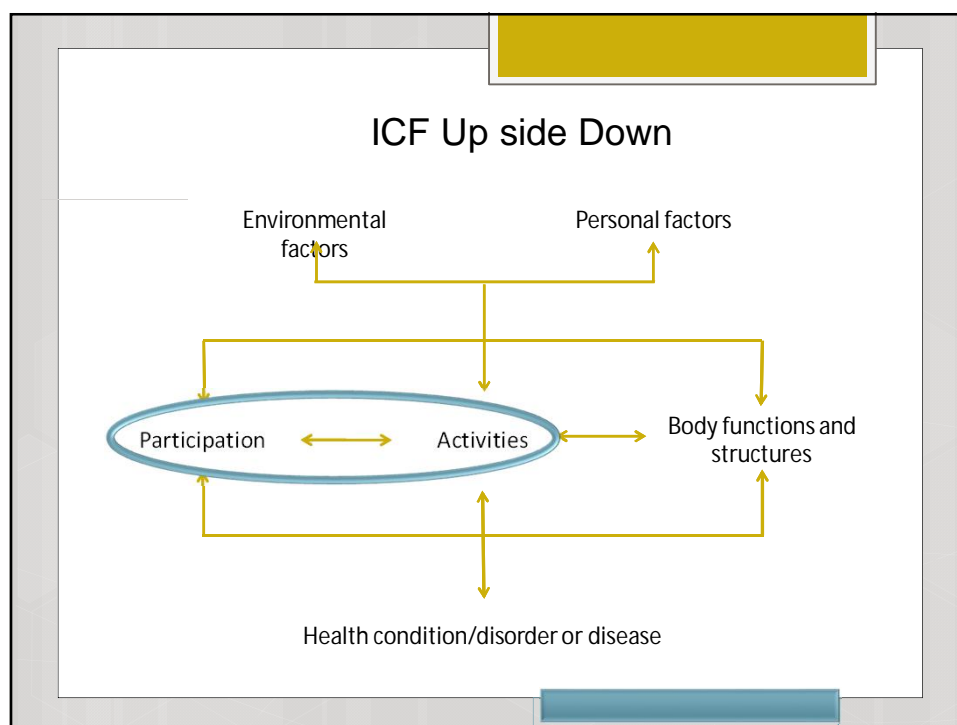 ICF Up side Down
Environmental
factors
Personal factors
Participation
Activities
Body functions and
structures
Health condition/disorder or disease